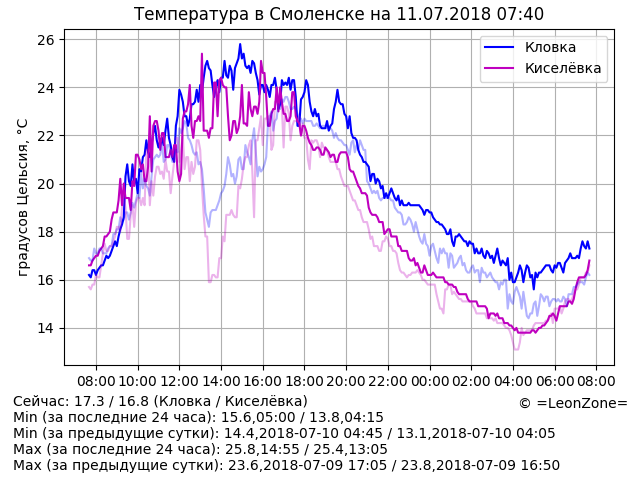 Температура в Смоленске на 11.07.2018 07:40
26
24
22
20
18
16
14
градусов Цельсия, °C
Кловка
Киселёвка
08:00 10:00 12:00 14:00 16:00 18:00 20:00 22:00 00:00 02:00 04:00 06:00 08:00
Сейчас: 17.3 / 16.8 (Кловка / Киселёвка)
© =LeonZone=
Min (за последние 24 часа): 15.6,05:00 / 13.8,04:15
Min (за предыдущие сутки): 14.4,2018-07-10 04:45 / 13.1,2018-07-10 04:05
Max (за последние 24 часа): 25.8,14:55 / 25.4,13:05
Max (за предыдущие сутки): 23.6,2018-07-09 17:05 / 23.8,2018-07-09 16:50